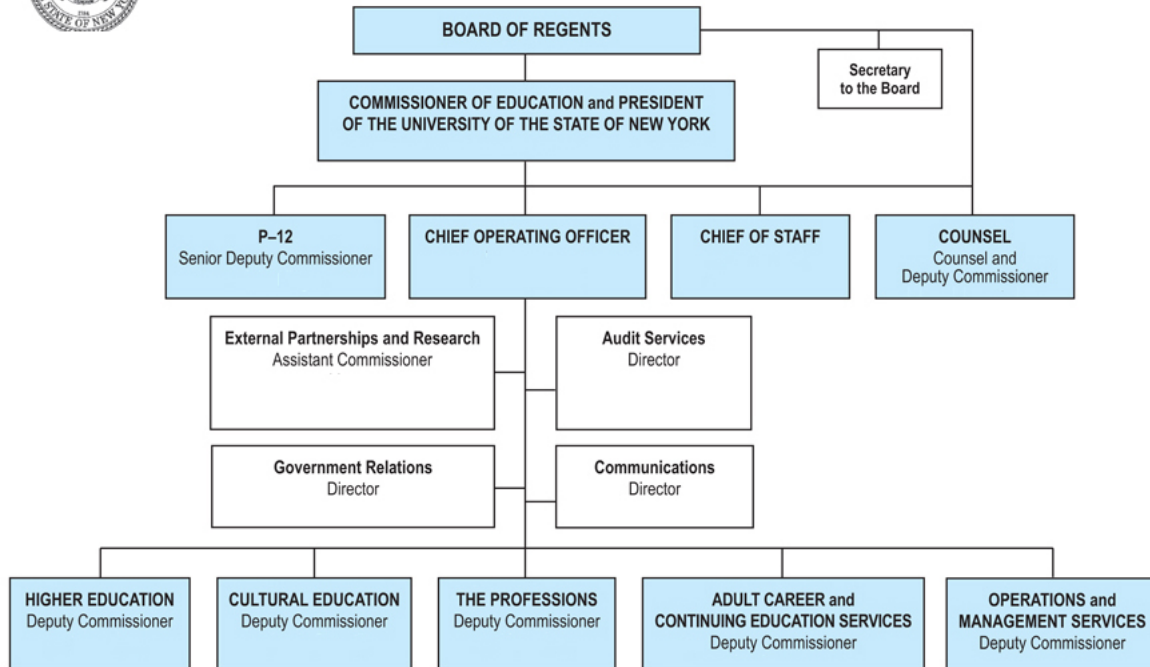 STATE OF NEW YORK
BOARD OF REGENTS
Secretary
to the Board
COMMISSIONER OF EDUCATION and PRESIDENT
OF THE UNIVERSITY OF THE STATE OF NEW YORK
P–12
Senior Deputy Commissioner
CHIEF OPERATING OFFICER
CHIEF OF STAFF
COUNSEL
Counsel and
Deputy Commissioner
External Partnerships and Research
Assistant Commissioner
Audit Services
Director
Government Relations
Director
Communications
Director
HIGHER EDUCATION
Deputy Commissioner
CULTURAL EDUCATION
Deputy Commissioner
THE PROFESSIONS
Deputy Commissioner
ADULT CAREER and
CONTINUING EDUCATION SERVICES
Deputy Commissioner
OPERATIONS and
MANAGEMENT SERVICES
Deputy Commissioner